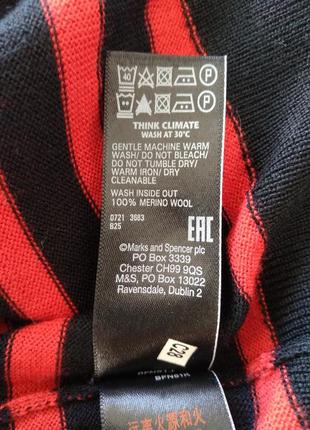 40 P
P
THINK CLIMATE
WASH AT 30°C
GENTLE MACHINE WARM
WASH/ DO NOT BLEACH/
DO NOT TUMBLE DRY/
WARM IRON/ DRY
CLEANABLE
WASH INSIDE OUT
100% MERINO WOOL
0721 3683
B25
EAC
©Marks and Spencer plc
PO Box 3339
Chester CH99 9QS
M&S, PO Box 13022
Ravensdale, Dublin 2
C28